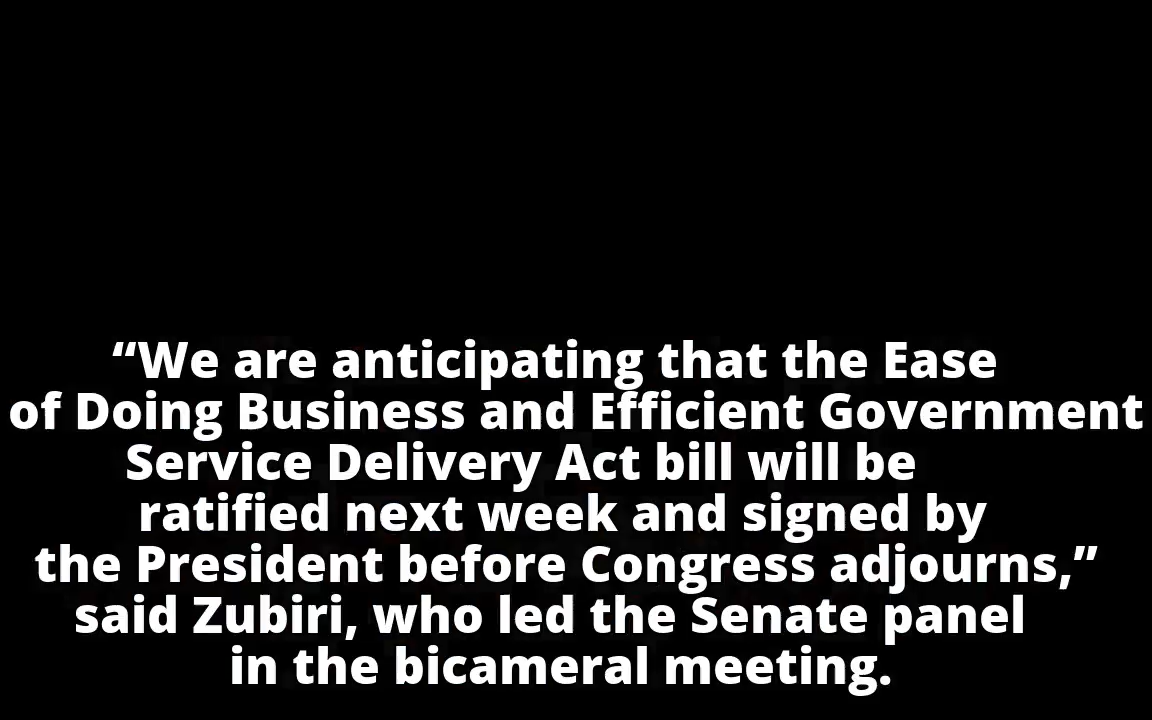 “We are anticipating that the Ease
of Doing Business and Efficient Government
Service Delivery Act bill will be
ratified next week and signed by
the President before Congress adjourns,”
said Zubiri, who led the Senate panel
in the bicameral meeting.